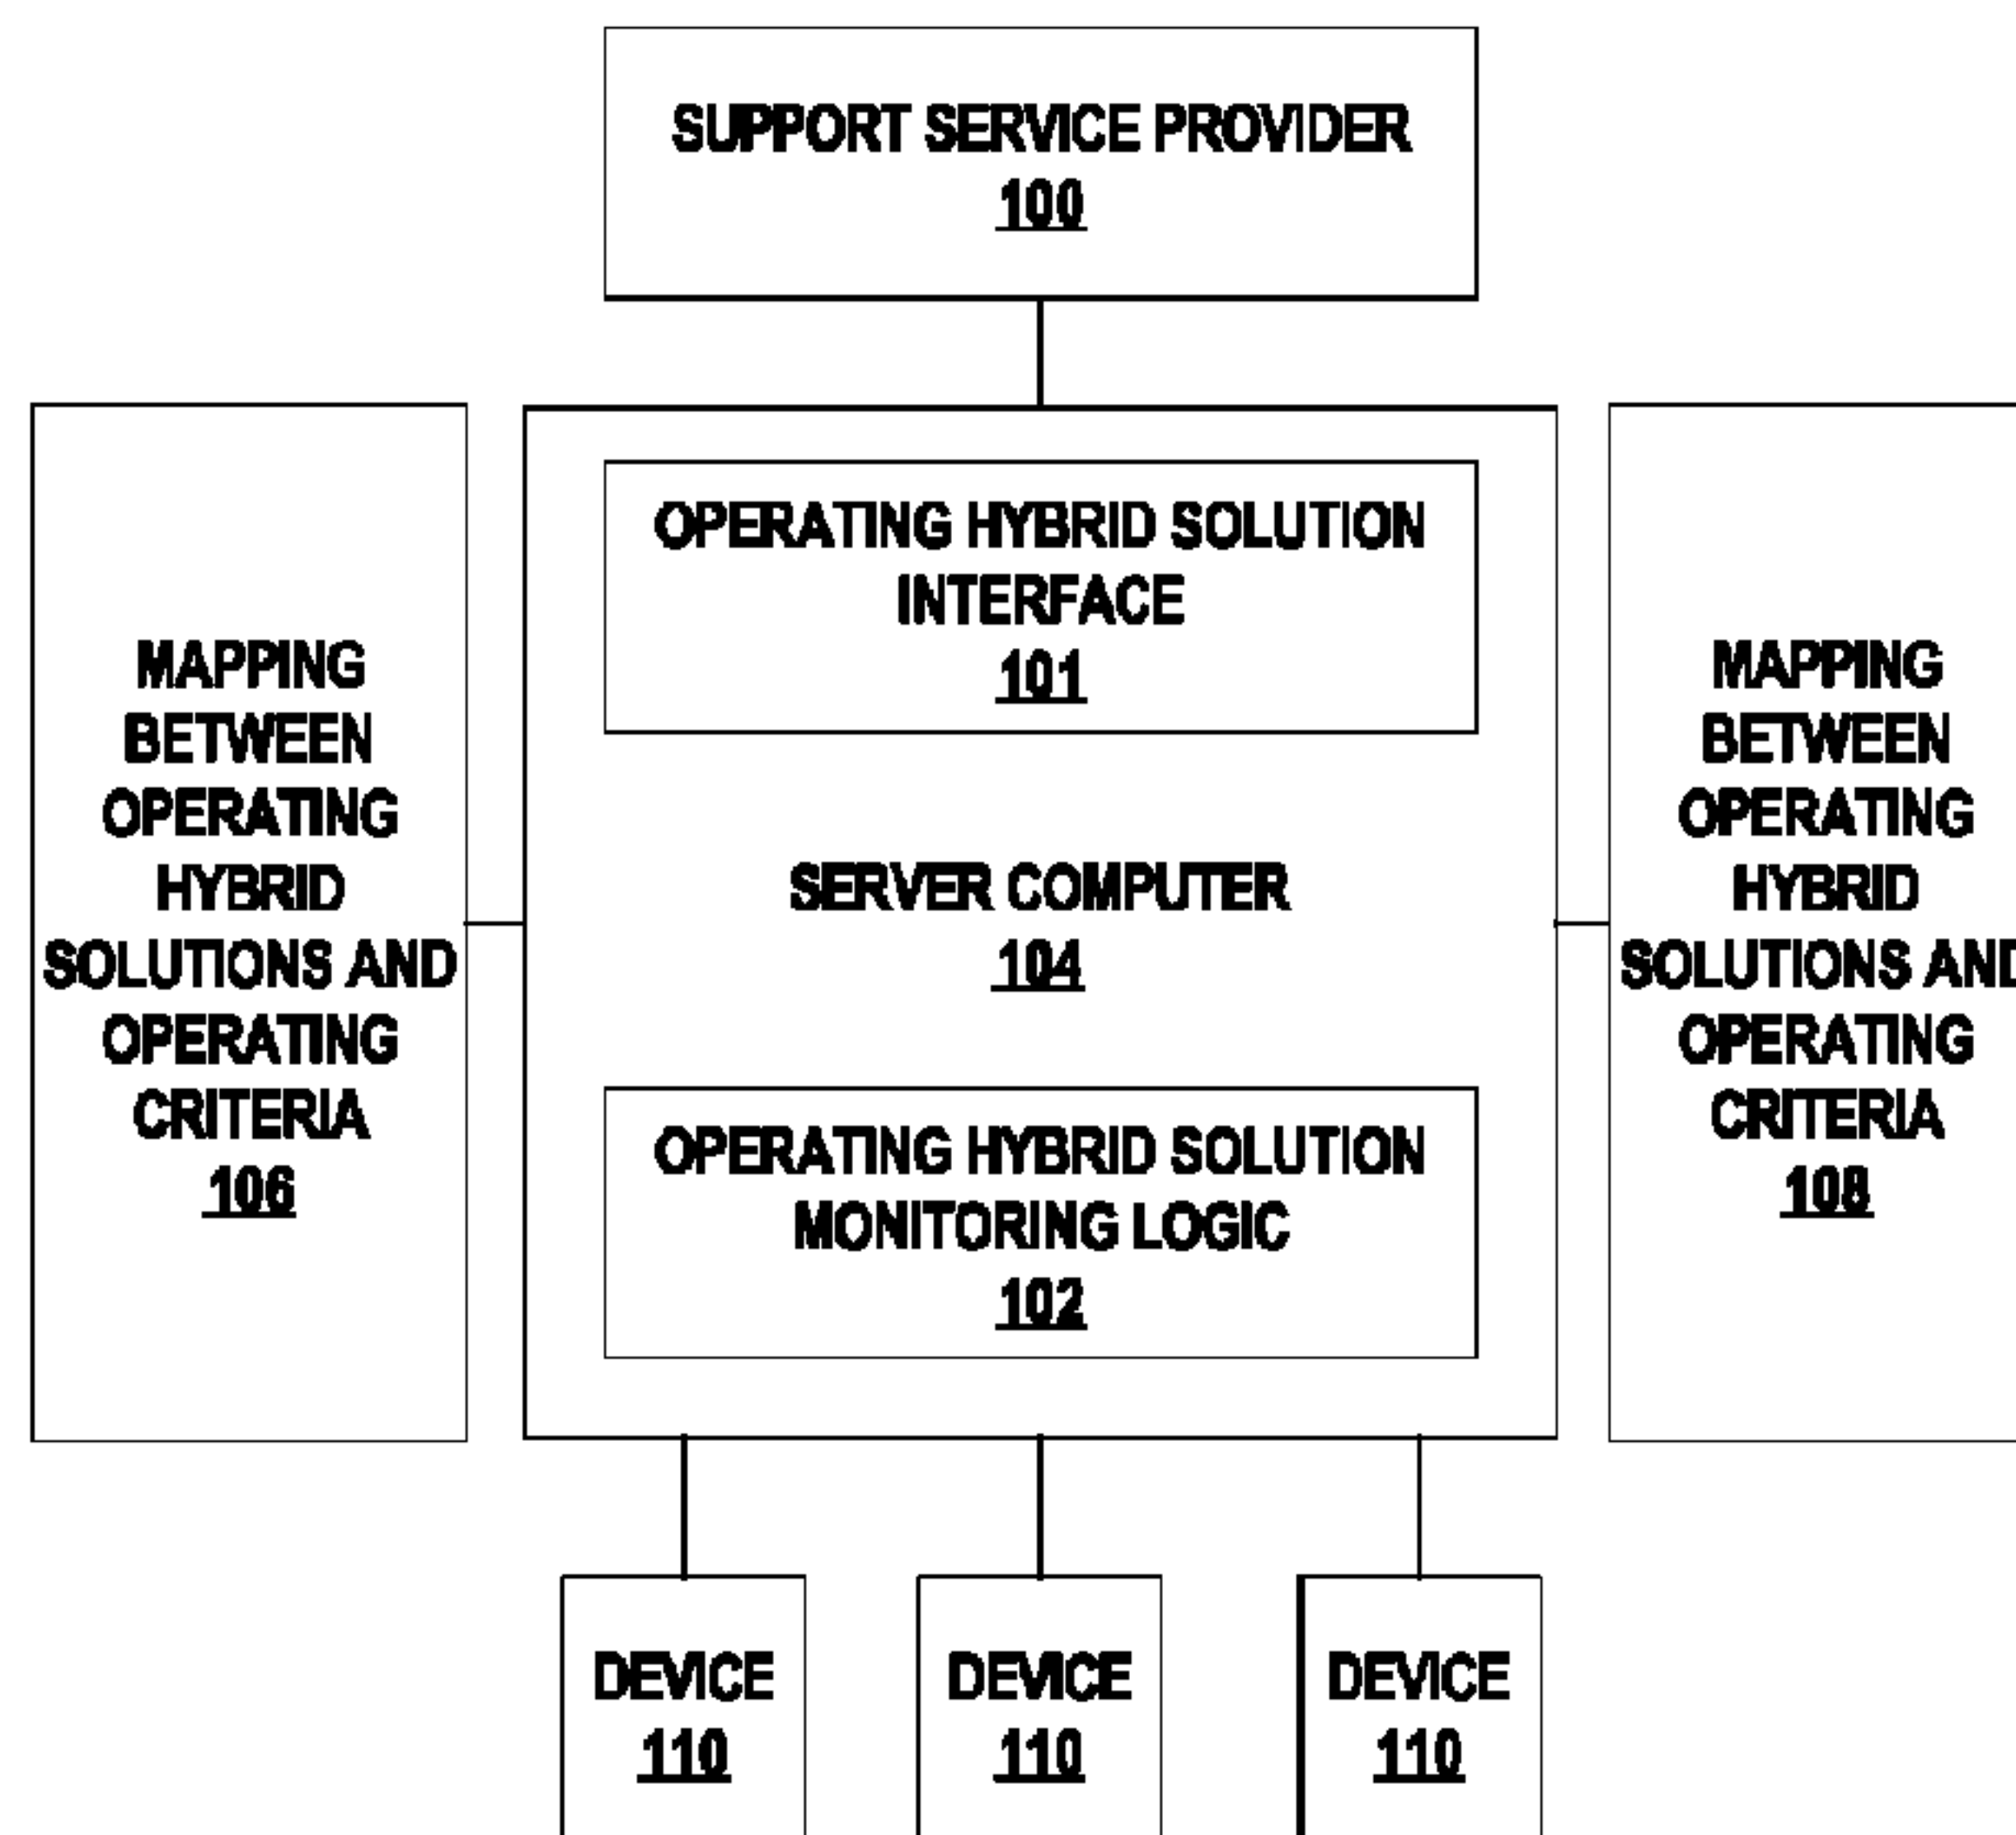 SUPPORT SERVICE PROVIDER
100
MAPPING
BETWEEN
OPERATING
HYBRID
SOLUTIONS AND
OPERATING
CRITERIA
106
OPERATING HYBRID SOLUTION
INTERFACE
101
SERVER COMPUTER
104
OPERATING HYBRID SOLUTION
MONITORING LOGIC
102
MAPPING
BETWEEN
OPERATING
HYBRID
SOLUTIONS AND
OPERATING
CRITERIA
108
DEVICE
110
DEVICE
110
DEVICE
110